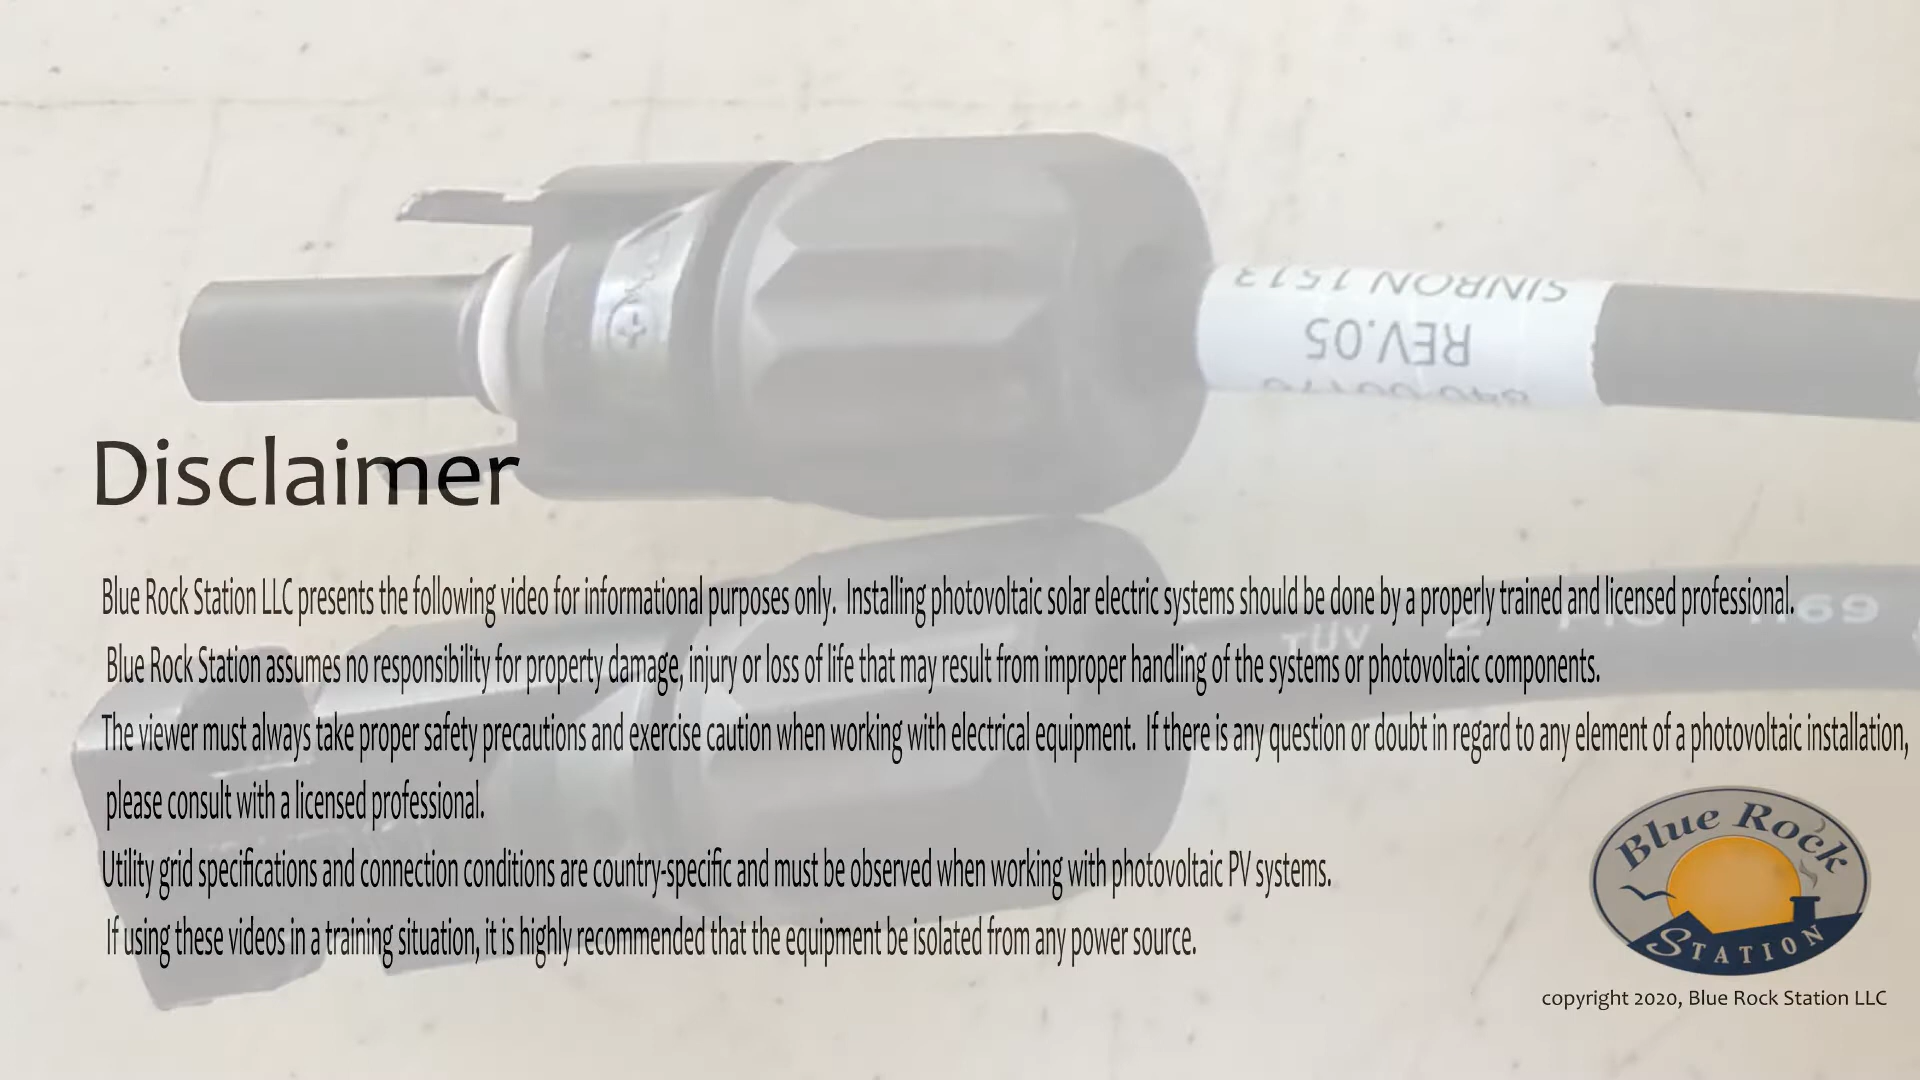 SINRON 1513
REV.05
TUV 2
69
Disclaimer
Blue Rock Station LLC presents the following video for informational purposes only. Installing photovoltaic solar electric systems should be done by a properly trained and licensed professional.
Blue Rock Station assumes no responsibility for property damage, injury or loss of life that may result from improper handling of the systems or photovoltaic components.
The viewer must always take proper safety precautions and exercise caution when working with electrical equipment. If there is any question or doubt in regard to any element of a photovoltaic installation,
please consult with a licensed professional.
Utility grid specifications and connection conditions are country-specific and must be observed when working with photovoltaic PV systems.
If using these videos in a training situation, it is highly recommended that the equipment be isolated from any power source.
Blue Rock
Station
copyright 2020, Blue Rock Station LLC